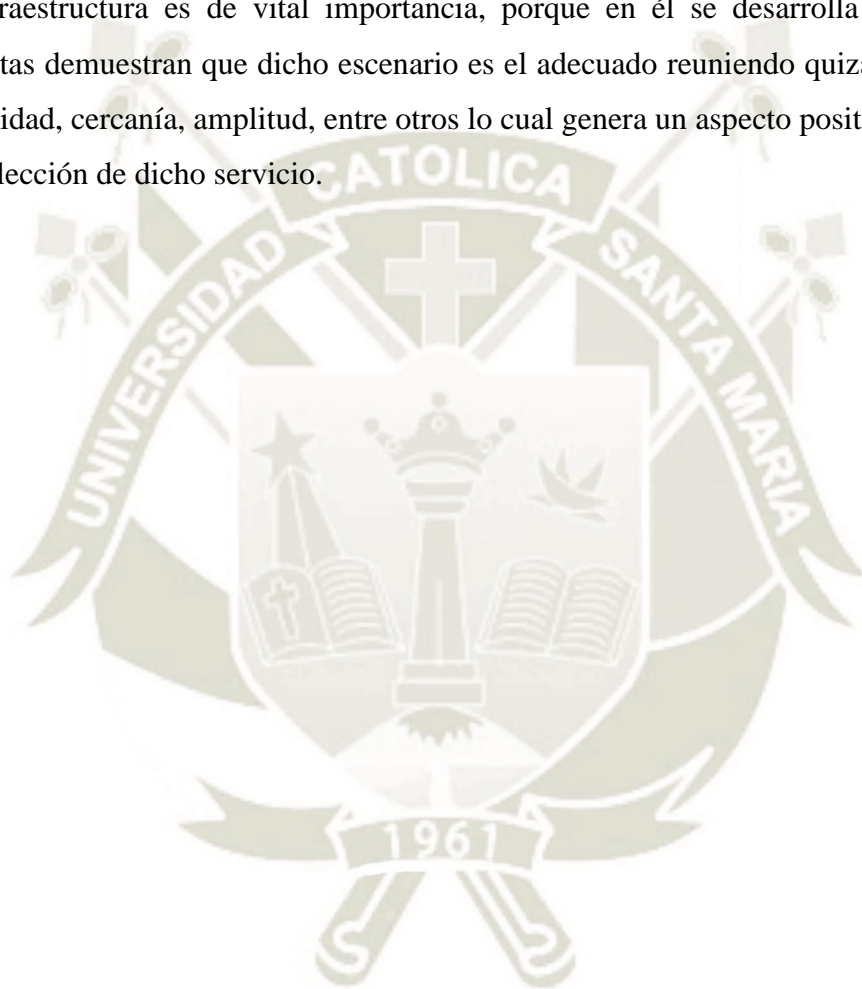 raestructura es de vital importancia, porque en él se desarrolla
tas demuestran que dicho escenario es el adecuado reuniendo quiza
idad, cercanía, amplitud, entre otros lo cual genera un aspecto posit
lección de dicho servicio.
UNIVERSIDAD CATOLICA SANTA MARIA
1961